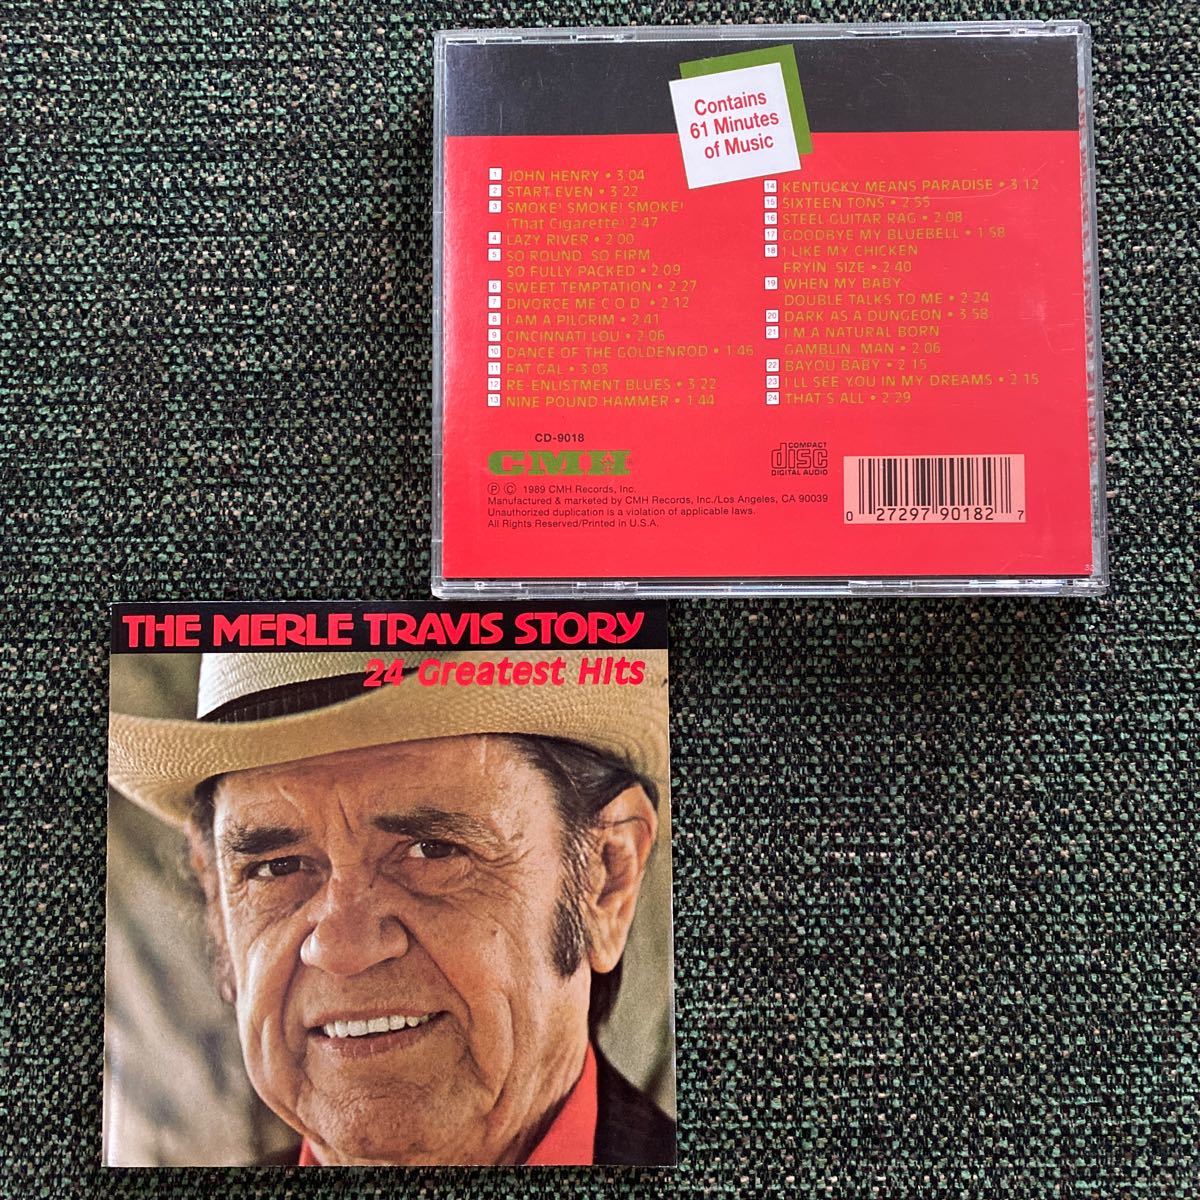 Contains
61 Minutes
of Music
1 JOHN HENRY • 3 04
2 START EVEN • 3 22
3 SMOKE! SMOKE! SMOKE!
(That Cigarette) 2 47
4 LAZY RIVER • 2 00
5 SO ROUND SO FIRM
SO FULLY PACKED • 2 09
6 SWEET TEMPTATION • 2 27
7 DIVORCE ME C O D • 2 12
8 I AM A PILGRIM • 2 41
9 CINCINNATI LOU • 2 06
10 DANCE OF THE GOLDENROD • 1 46
11 FAT GAL • 3 03
12 RE-ENLISTMENT BLUES • 3 22
13 NINE POUND HAMMER • 1 44
14 KENTUCKY MEANS PARADISE • 3 12
15 SIXTEEN TONS • 2 55
16 STEEL GUITAR RAG • 2 08
17 GOODBYE MY BLUEBELL • 1 58
18 I LIKE MY CHICKEN
FRYIN SIZE • 2 40
19 WHEN MY BABY
DOUBLE TALKS TO ME • 2 24
20 DARK AS A DUNGEON • 3 58
21 I M A NATURAL BORN
GAMBLIN MAN • 2 06
22 BAYOU BABY • 2 15
23 I LL SEE YOU IN MY DREAMS • 2 15
24 THAT S ALL • 2 29
CD-9018
CMH
Ⓟ © 1989 CMH Records, Inc.
Manufactured & marketed by CMH Records, Inc./Los Angeles, CA 90039
Unauthorized duplication is a violation of applicable laws.
All Rights Reserved/Printed in U.S.A.
COMPACT
disc
DIGITAL AUDIO
0 27297 90182 7
THE MERLE TRAVIS STORY
24 Greatest Hits